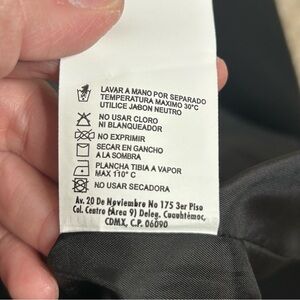 LAVAR A MANO POR SEPARADO
TEMPERATURA MAXIMO 30°C
UTILICE JABON NEUTRO
NO USAR CLORO
NI BLANQUEADOR
NO EXPRIMIR
SECAR EN GANCHO
A LA SOMBRA
PLANCHA TIBIA A VAPOR
MAX 110° C
NO USAR SECADORA
Av. 20 De Noviembre No 175 3er Piso
Col. Centro (Area 9) Deleg. Cuauhtémoc,
CDMX, C.P. 06090